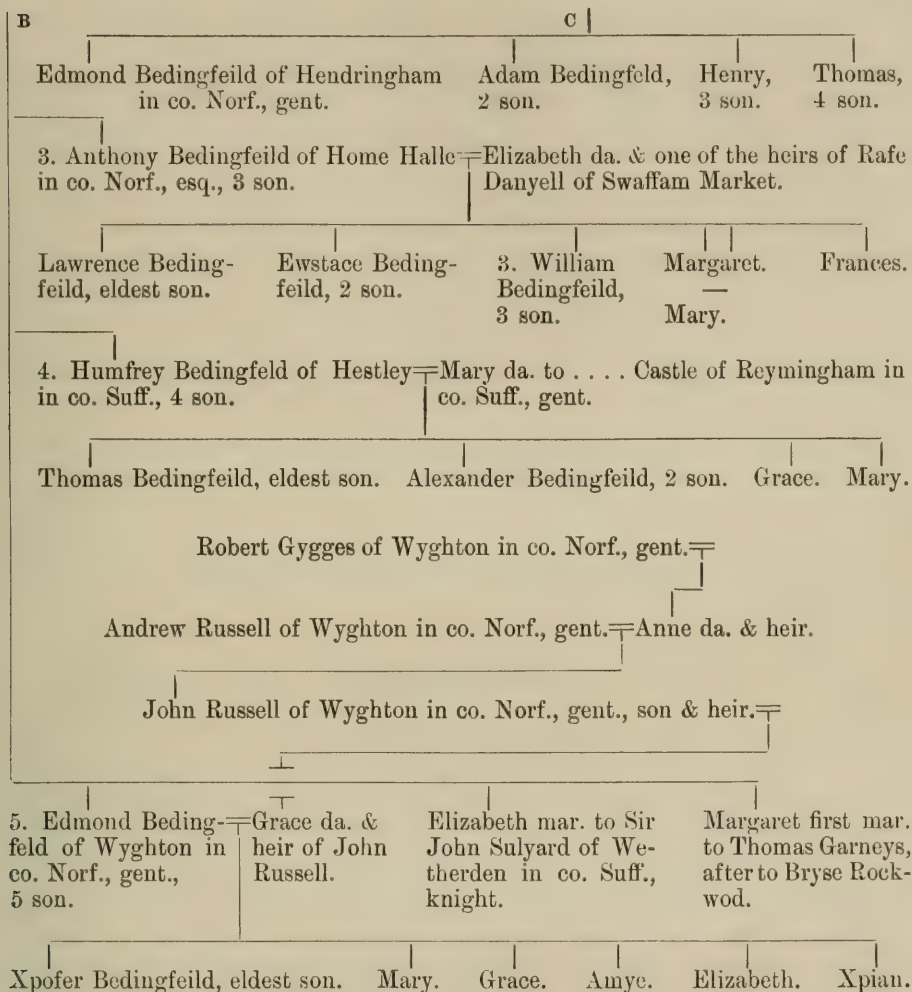 B C
Edmond Bedingfeild of Hendringham Adam Bedingfeld, Henry, Thomas,
in co. Norf., gent. 2 son. 3 son. 4 son.
3. Anthony Bedingfeild of Home Halle Elizabeth da. & one of the heirs of Rafe
in co. Norf., esq., 3 son. Danyell of Swaffam Market.
Lawrence Beding- Ewstace Beding- 3. William Margaret. Frances.
feild, eldest son. feild, 2 son. Bedingfeild, —
3 son. Mary.
4. Humfrey Bedingfeld of Hestley Mary da. to . . . . Castle of Reymingham in
in co. Suff., 4 son. co. Suff., gent.
Thomas Bedingfeild, eldest son. Alexander Bedingfeild, 2 son. Grace. Mary.
Robert Gygges of Wyghton in co. Norf., gent.
Andrew Russell of Wyghton in co. Norf., gent. Anne da. & heir.
John Russell of Wyghton in co. Norf., gent., son & heir.
5. Edmond Beding- Grace da. & Elizabeth mar. to Sir Margaret first mar.
feld of Wyghton in heir of John John Sulyard of We- to Thomas Garneys,
co. Norf., gent., Russell. therden in co. Suff., after to Bryse Rock-
5 son. knight. wod.
Xpofer Bedingfeild, eldest son. Mary. Grace. Amye. Elizabeth. Xpian.